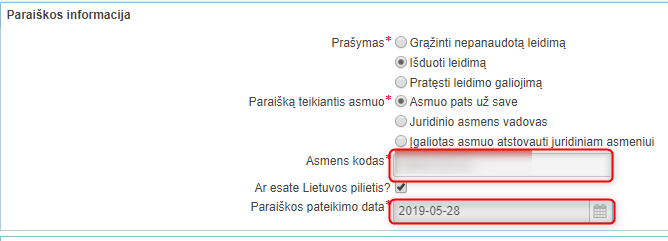 Paraiškos informacija
Prašymas* Grąžinti nepanaudotą leidimą
Išduoti leidimą
Pratęsti leidimo galiojimą
Paraišką teikiantis asmuo* Asmuo pats už save
Juridinio asmens vadovas
Įgaliotas asmuo atstovauti juridiniam asmeniui
Asmens kodas*
Ar esate Lietuvos pilietis?
Paraiškos pateikimo data* 2019-05-28